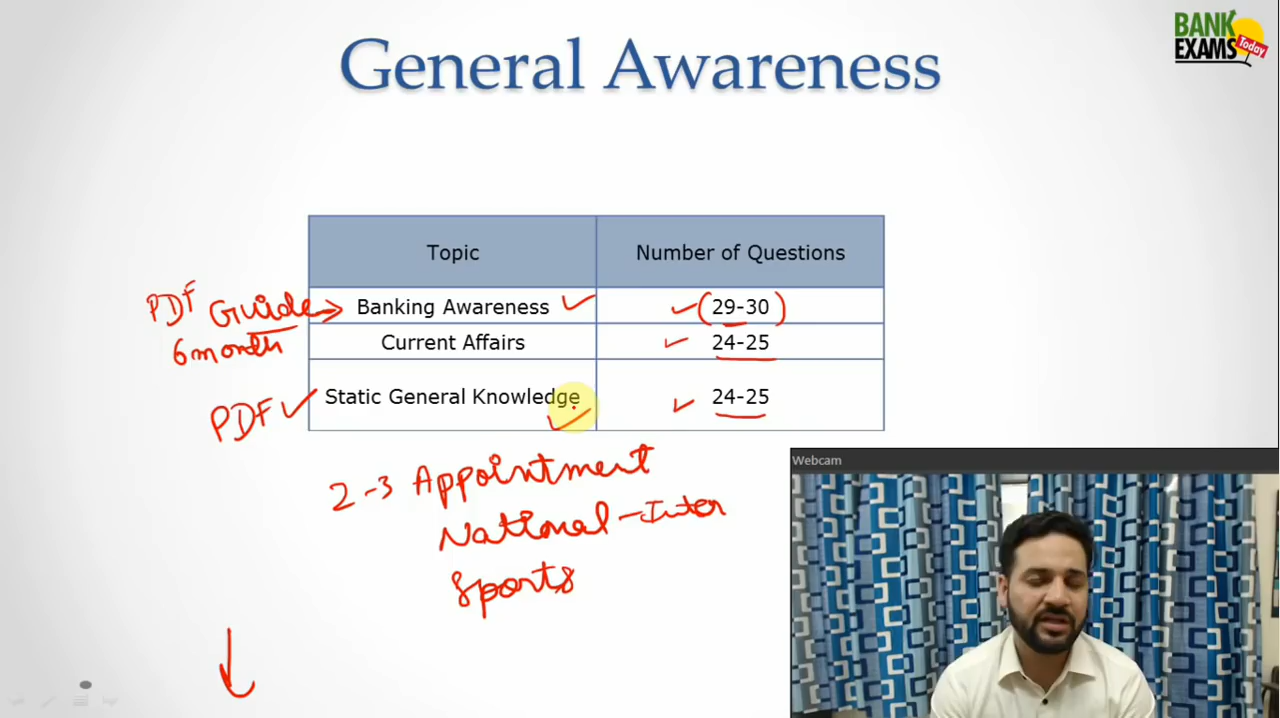 BANK
EXAMS
Today
General Awareness
Topic Number of Questions
PDF Guide Banking Awareness (29-30)
6 month Current Affairs 24-25
PDF Static General Knowledge 24-25
2-3 Appointment
National - Inter
Sports
Webcam